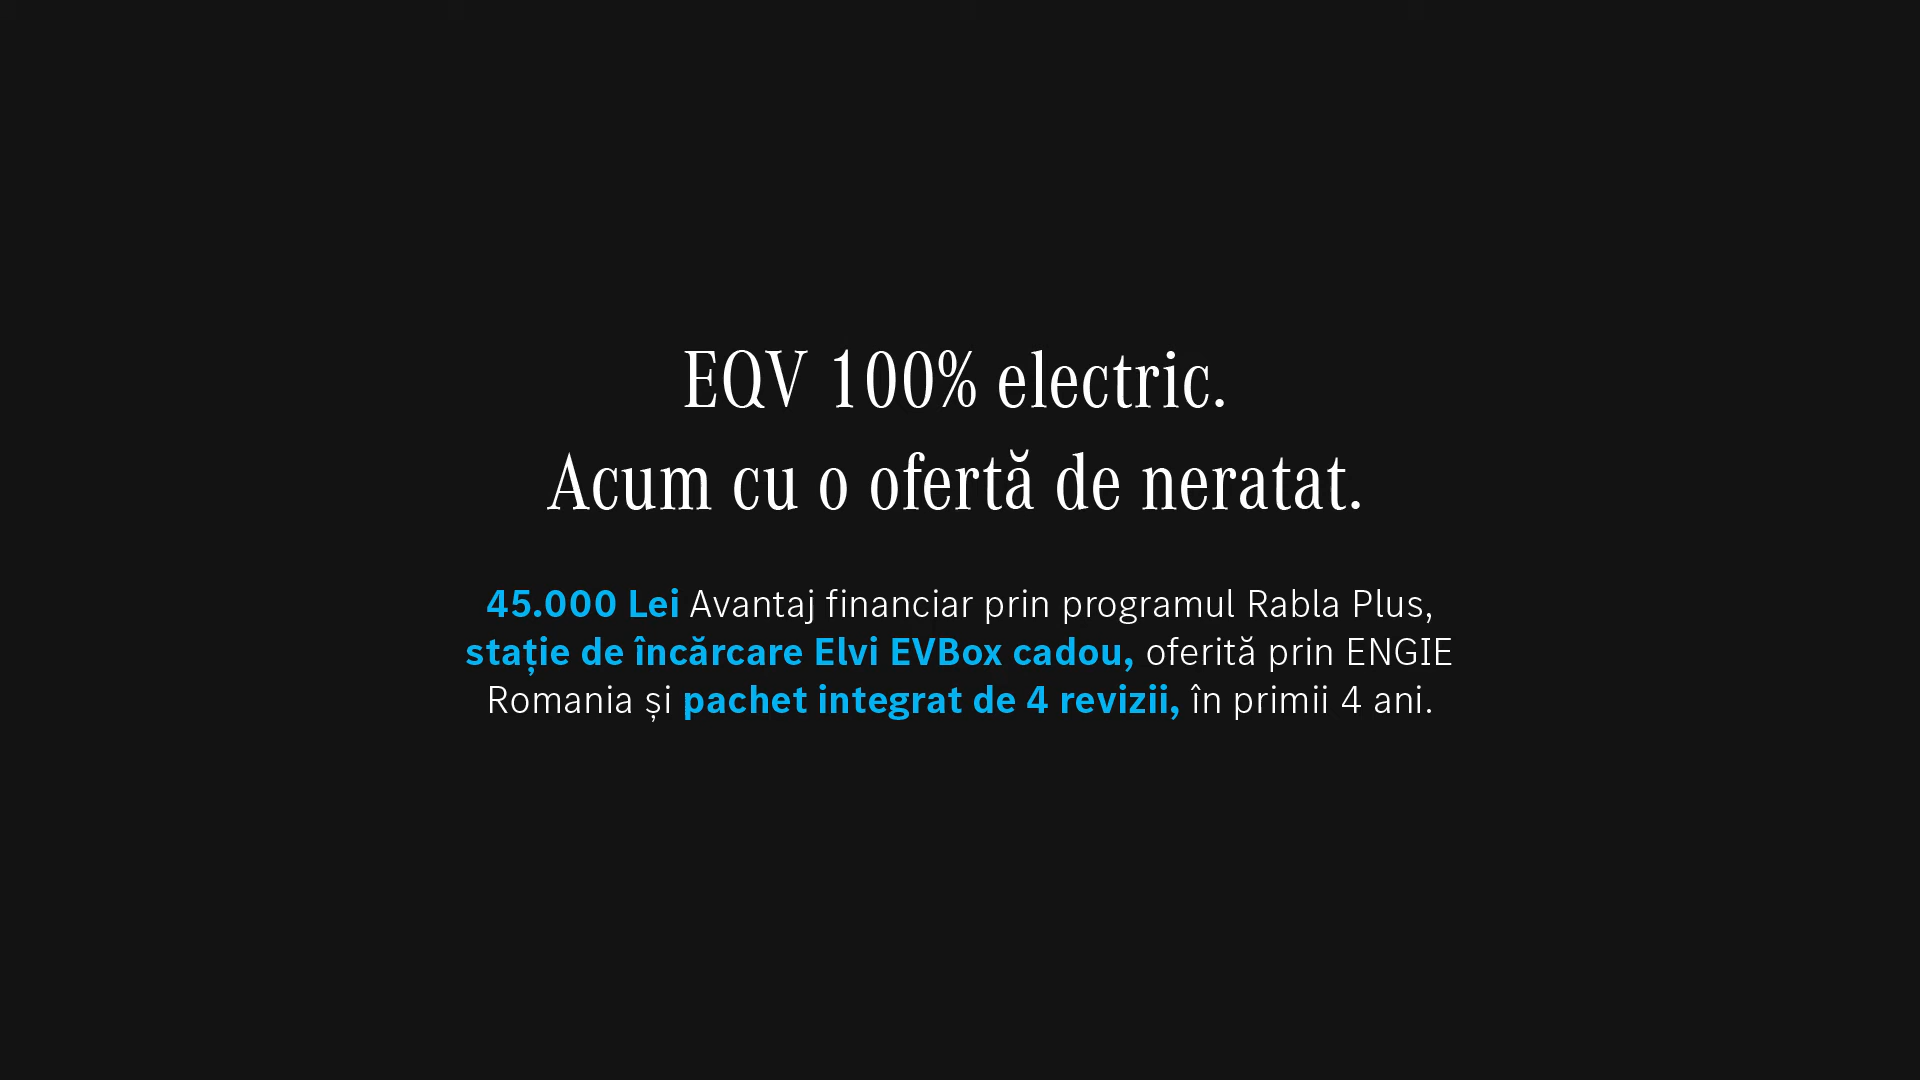 EQV 100% electric.
Acum cu o ofertă de neratat.
45.000 Lei Avantaj financiar prin programul Rabla Plus,
stație de încărcare Elvi EVBox cadou, oferită prin ENGIE
Romania și pachet integrat de 4 revizii, în primii 4 ani.